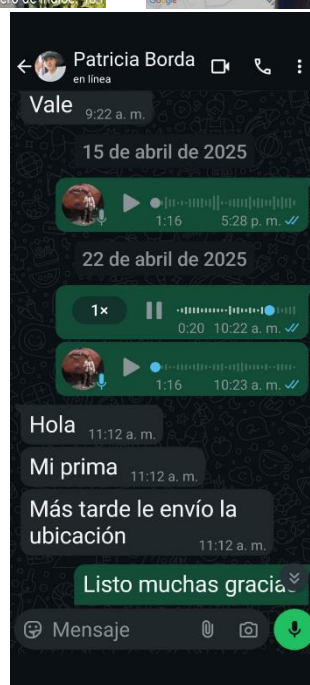 Google
Patricia Borda
en línea
Vale
9:22 a. m.
15 de abril de 2025
1:16 5:28 p. m.
22 de abril de 2025
1×
0:20 10:22 a. m.
1:16 10:23 a. m.
Hola
11:12 a. m.
Mi prima
11:12 a. m.
Más tarde le envío la
ubicación
11:12 a. m.
Listo muchas gracias
Mensaje